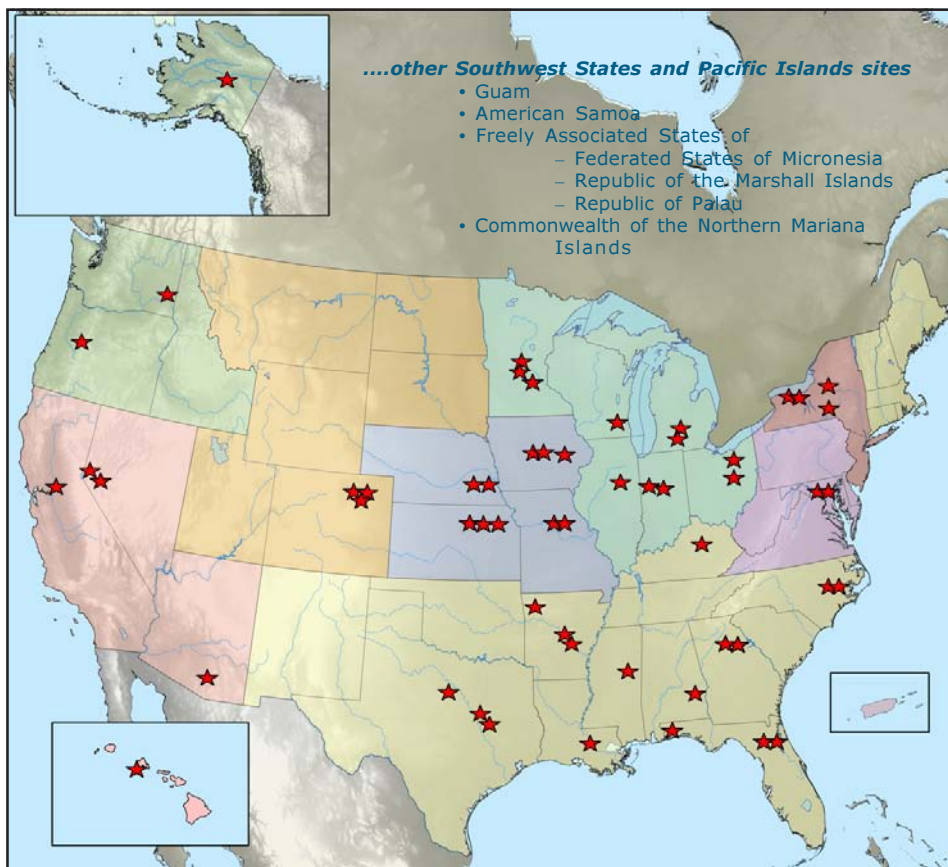 ....other Southwest States and Pacific Islands sites
• Guam
• American Samoa
• Freely Associated States of
– Federated States of Micronesia
– Republic of the Marshall Islands
– Republic of Palau
• Commonwealth of the Northern Mariana
Islands